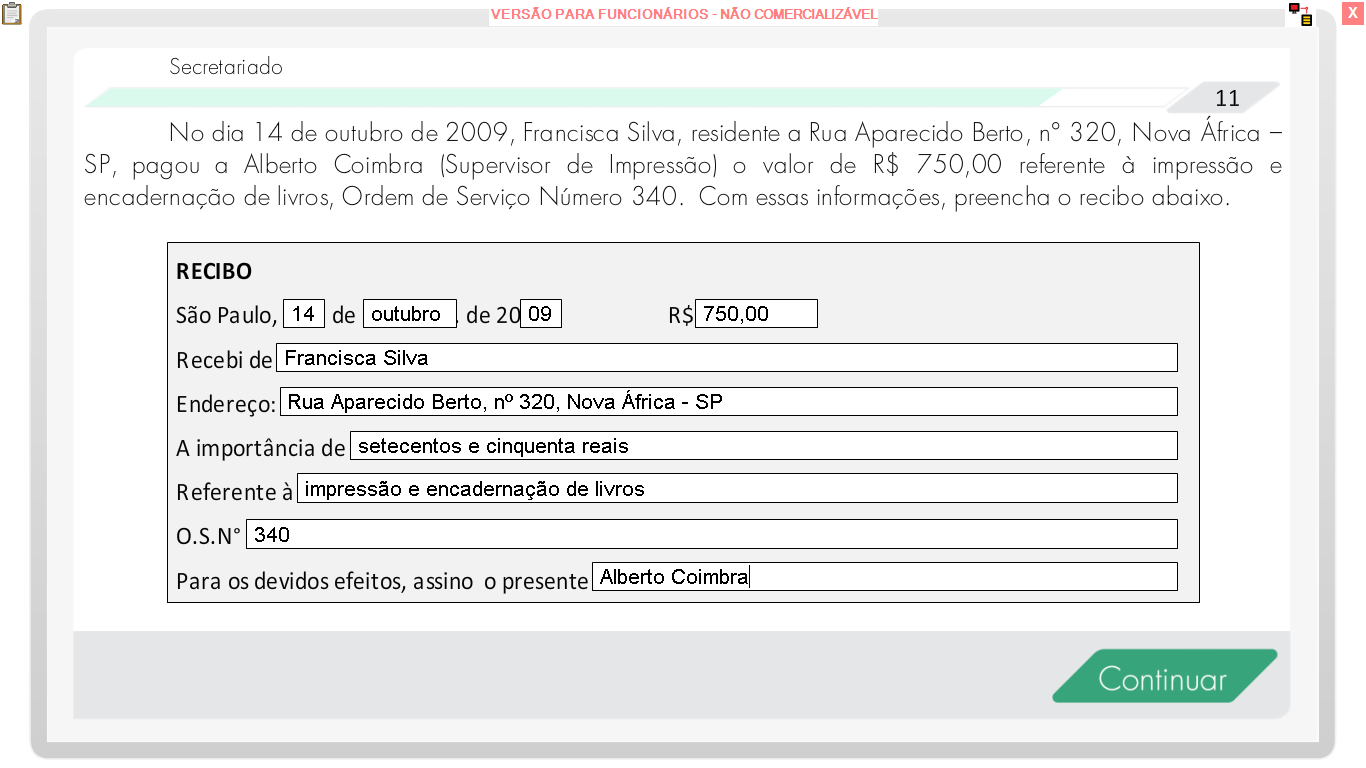 VERSÃO PARA FUNCIONÁRIOS - NÃO COMERCIALIZÁVEL
X
Secretariado
11
No dia 14 de outubro de 2009, Francisca Silva, residente a Rua Aparecido Berto, n° 320, Nova África –
SP, pagou a Alberto Coimbra (Supervisor de Impressão) o valor de R$ 750,00 referente à impressão e
encadernação de livros, Ordem de Serviço Número 340. Com essas informações, preencha o recibo abaixo.
RECIBO
São Paulo, 14 de outubro . de 2009 R$ 750,00
Recebi de Francisca Silva
Endereço: Rua Aparecido Berto, nº 320, Nova África - SP
A importância de setecentos e cinquenta reais
Referente à impressão e encadernação de livros
O.S.N° 340
Para os devidos efeitos, assino o presente Alberto Coimbra
Continuar